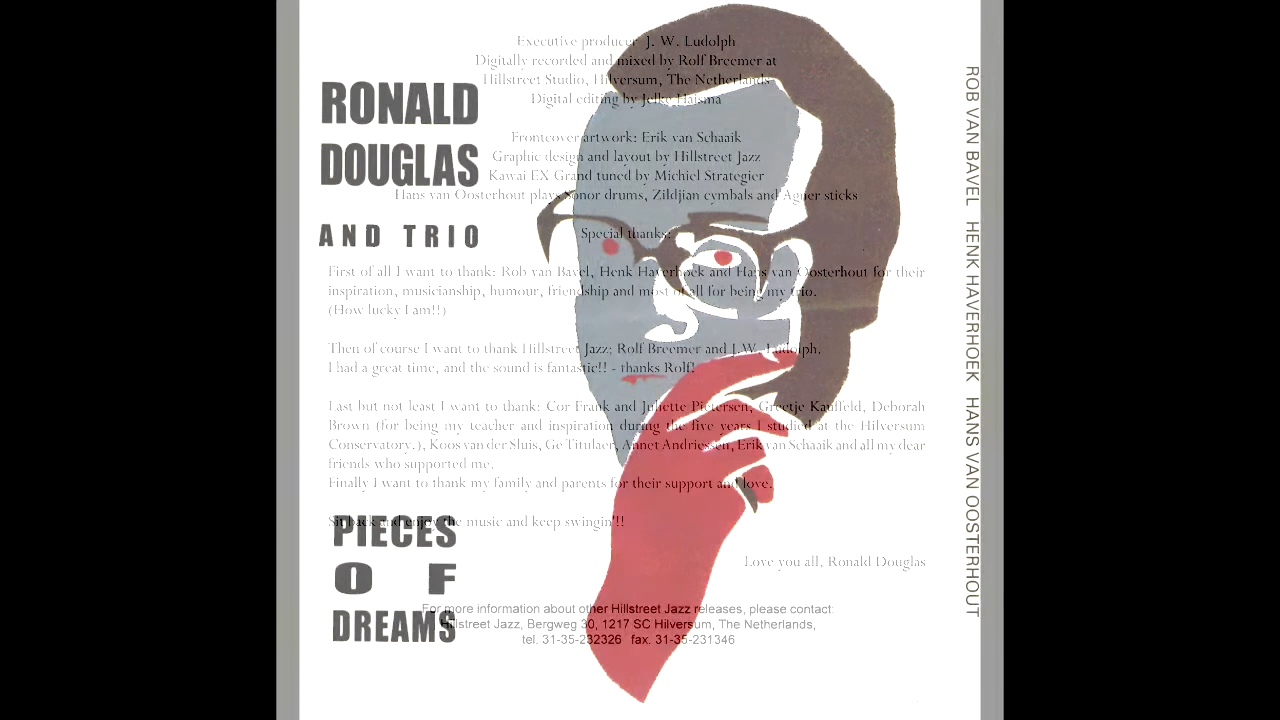 RONALD
DOUGLAS
AND TRIO
PIECES
OF
DREAMS
ROB VAN BAVEL HENK HAVERHOEK HANS VAN OOSTERHOUT
Executive producer J. W. Ludolph
Digitally recorded and mixed by Rolf Breemer at
Hillstreet Studio, Hilversum, The Netherlands
Digital editing by Jelke Haisma
Frontcover artwork: Erik van Schaaik
Graphic design and layout by Hillstreet Jazz
Kawai EX Grand tuned by Michiel Strategier
Hans van Oosterhout plays Sonor drums, Zildjian cymbals and Agner sticks
Special thanks:
First of all I want to thank: Rob van Bavel, Henk Haverhoek and Hans van Oosterhout for their
inspiration, musicianship, humour, friendship and most of all for being my trio.
(How lucky I am!!)
Then of course I want to thank Hillstreet Jazz; Rolf Breemer and J.W. Ludolph.
I had a great time, and the sound is fantastic!! - thanks Rolf!
Last but not least I want to thank: Cor Frank and Juliette Pietersen, Greetje Kauffeld, Deborah
Brown (for being my teacher and inspiration during the five years I studied at the Hilversum
Conservatory.), Koos van der Sluis, Ge Titulaer, Annet Andriessen, Erik van Schaaik and all my dear
friends who supported me.
Finally I want to thank my family and parents for their support and love.
Sit back and enjoy the music and keep swingin'!!
Love you all, Ronald Douglas
For more information about other Hillstreet Jazz releases, please contact:
Hillstreet Jazz, Bergweg 30, 1217 SC Hilversum, The Netherlands,
tel. 31-35-232326 fax. 31-35-231346